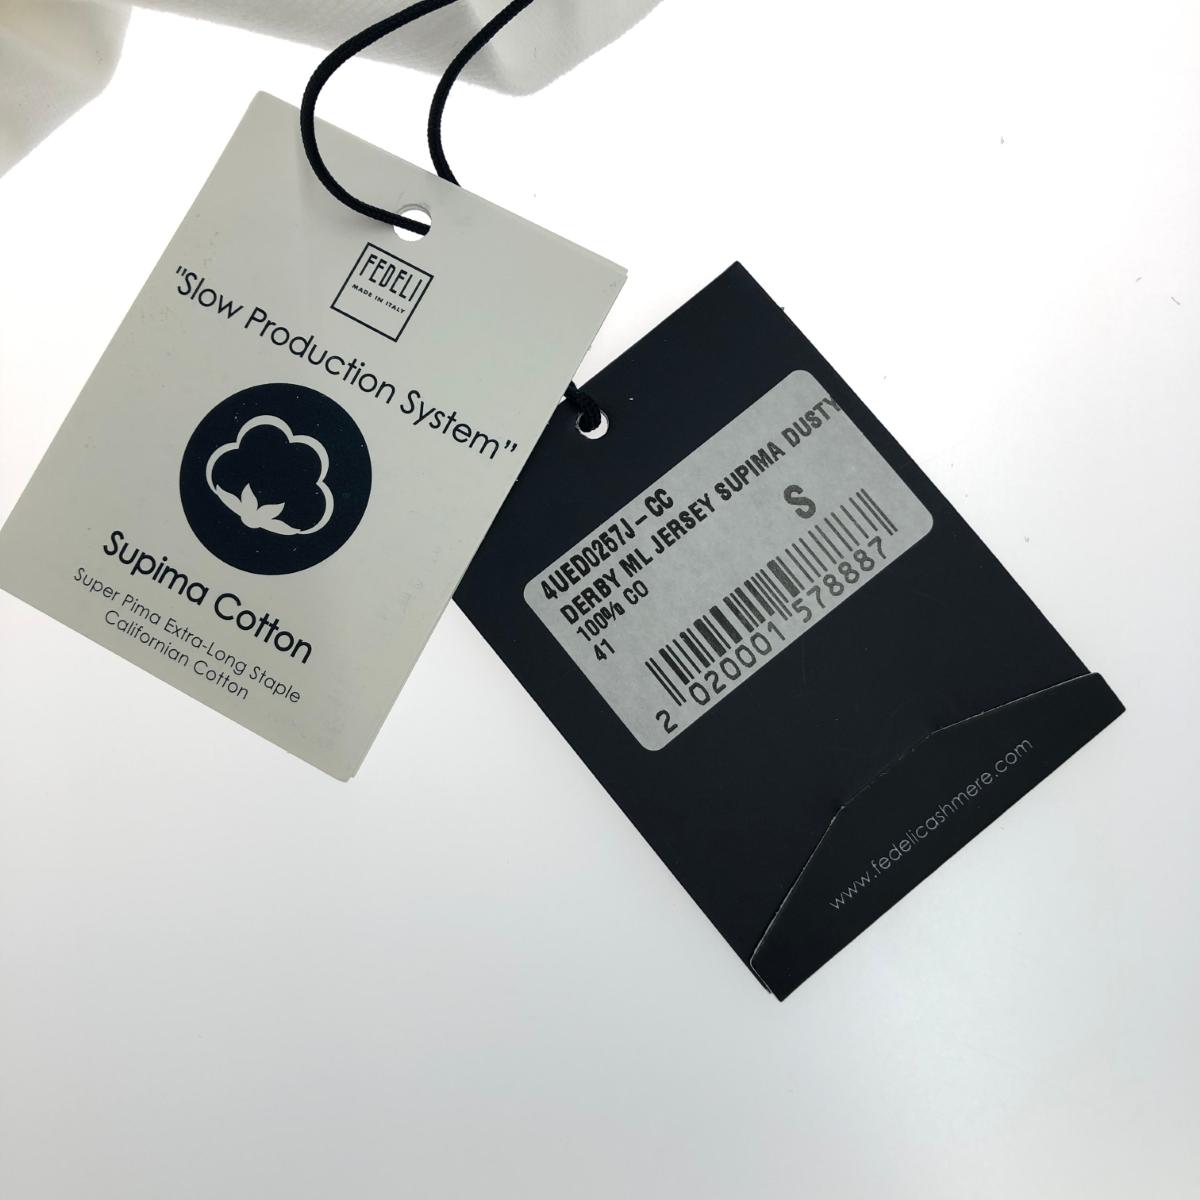 FEDELI
MADE IN ITALY
"Slow Production System"
Supima Cotton
Super Pima Extra-Long Staple
Californian Cotton
4UED0257J-CC
DERBY ML JERSEY SUPIMA DUSTY
100% CO
41
S
2 020001 578887
www.fedelicashmere.com